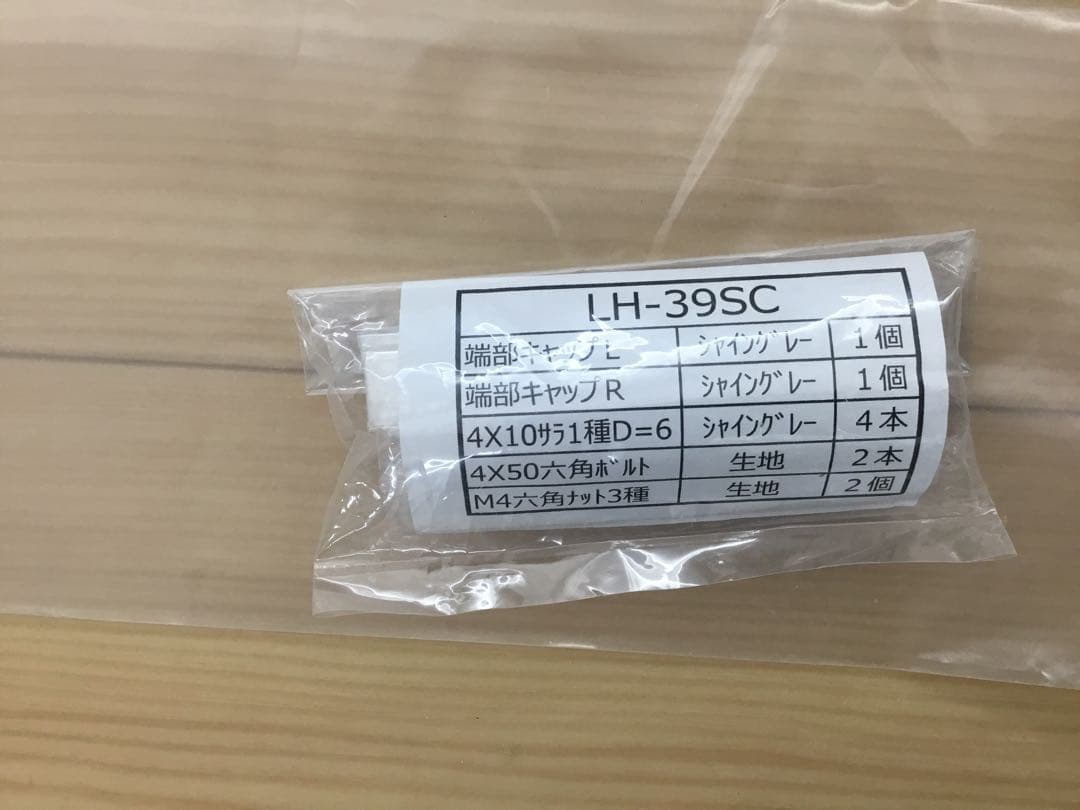 LH-39SC
端部キャップL シャイングレー 1個
端部キャップR シャイングレー 1個
4X10ｻﾗ1種D=6 ｼｬｲﾝｸﾞﾚｰ 4本
4X50六角ﾎﾞﾙﾄ 生地 2本
M4六角ﾅｯﾄ3種 生地 2個